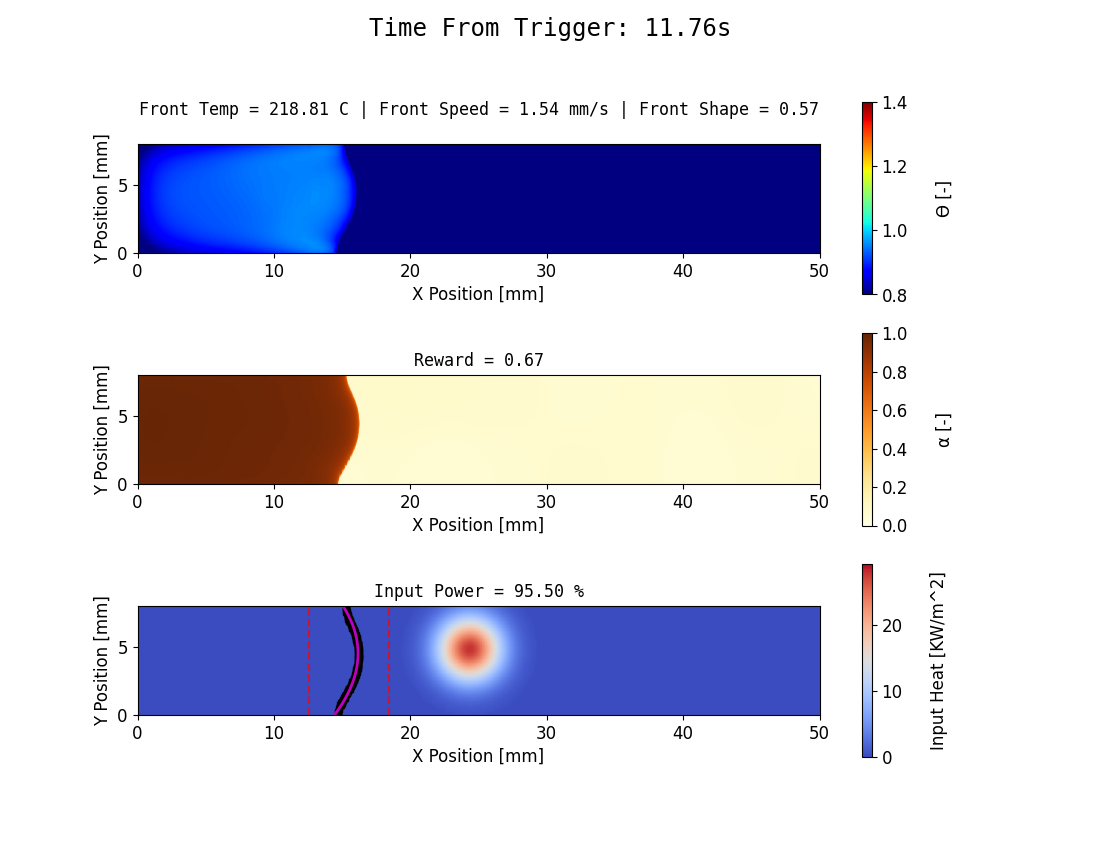 Time From Trigger: 11.76s
Front Temp = 218.81 C | Front Speed = 1.54 mm/s | Front Shape = 0.57
Y Position [mm]
5
0
0 10 20 30 40 50
X Position [mm]
1.4
1.2
1.0
0.8
Θ [-]
Reward = 0.67
Y Position [mm]
5
0
0 10 20 30 40 50
X Position [mm]
1.0
0.8
0.6
0.4
0.2
0.0
α [-]
Input Power = 95.50 %
Y Position [mm]
5
0
0 10 20 30 40 50
X Position [mm]
20
10
0
Input Heat [KW/m^2]